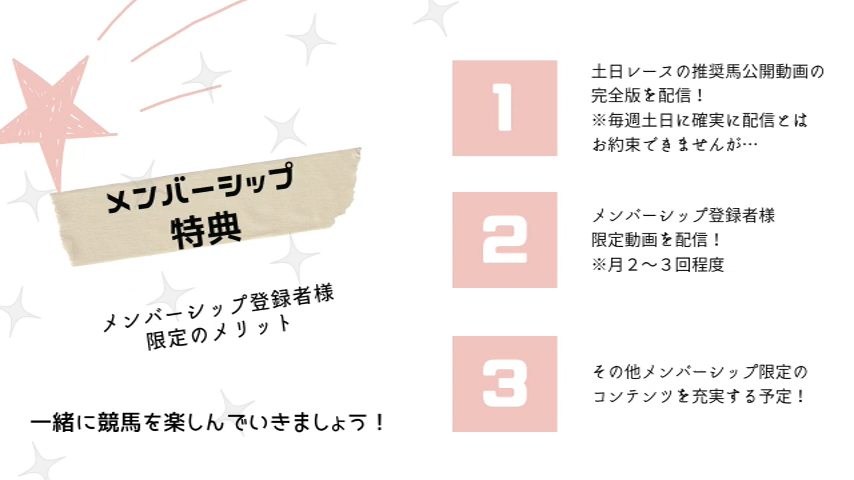 メンバーシップ
特典
メンバーシップ登録者様
限定のメリット
一緒に競馬を楽しんでいきましょう！
1
土日レースの推奨馬公開動画の
完全版を配信！
※毎週土日に確実に配信とは
お約束できませんが…
2
メンバーシップ登録者様
限定動画を配信！
※月２～３回程度
3
その他メンバーシップ限定の
コンテンツを充実する予定！